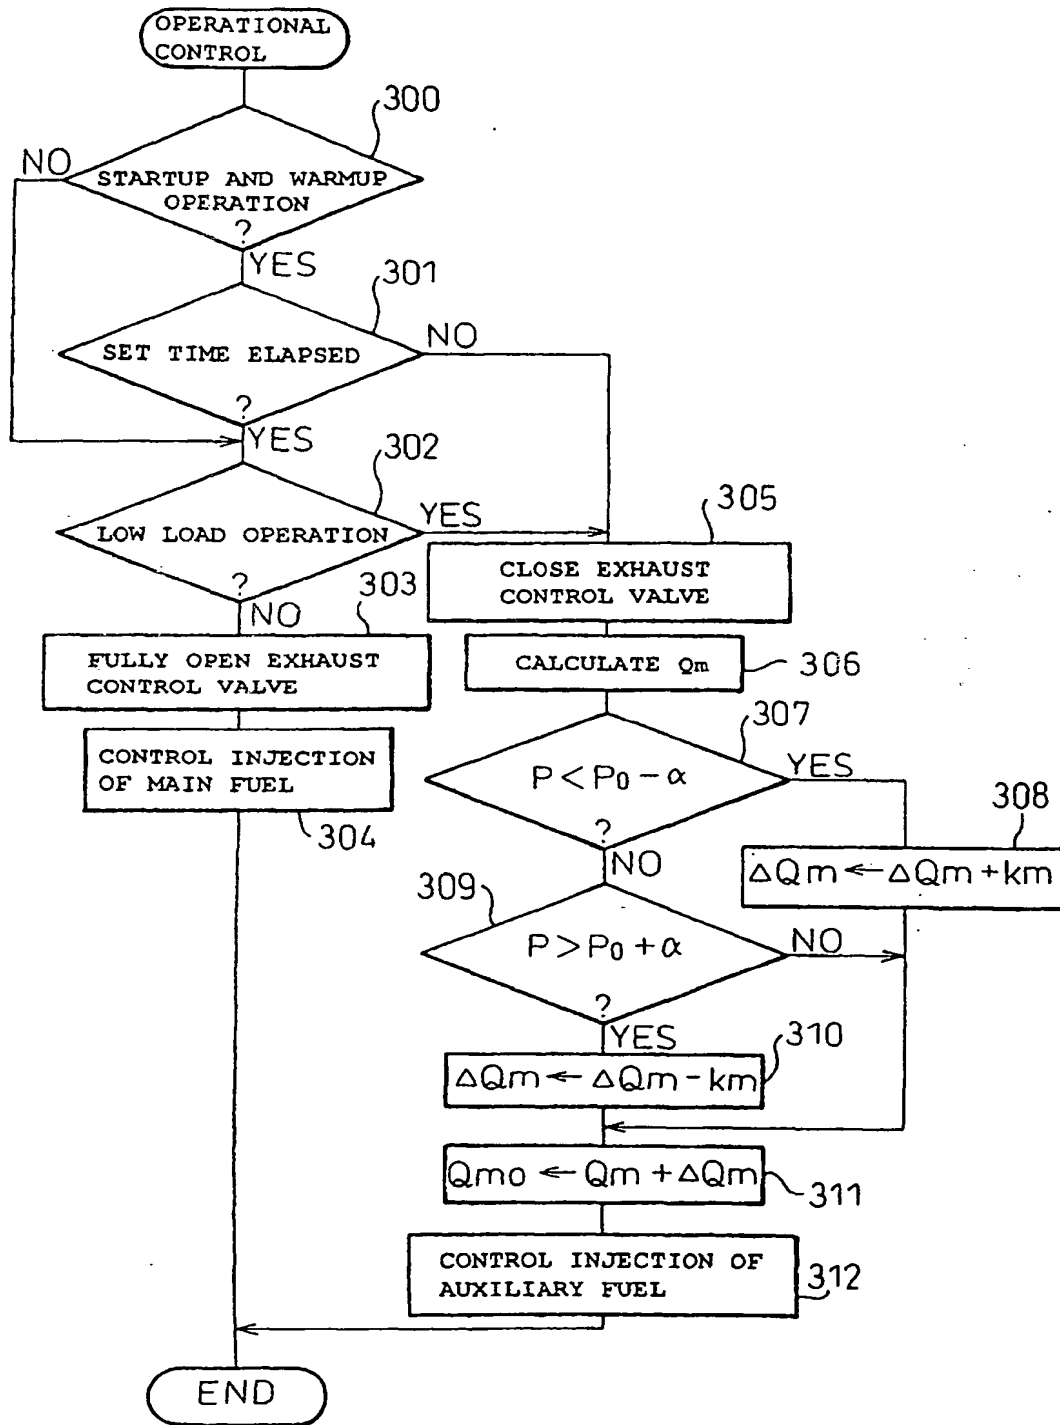 OPERATIONAL
CONTROL
300
NO
STARTUP AND WARMUP
OPERATION
?
YES
301
NO
SET TIME ELAPSED
?
YES
302
YES
LOW LOAD OPERATION
?
NO
303
FULLY OPEN EXHAUST
CONTROL VALVE
CONTROL INJECTION
OF MAIN FUEL
304
305
CLOSE EXHAUST
CONTROL VALVE
CALCULATE Qm
306
307
P < P0 - α
?
YES
NO
308
ΔQm ← ΔQm + km
309
P > P0 + α
?
NO
YES
310
ΔQm ← ΔQm - km
Qmo ← Qm + ΔQm
311
CONTROL INJECTION OF
AUXILIARY FUEL
312
END